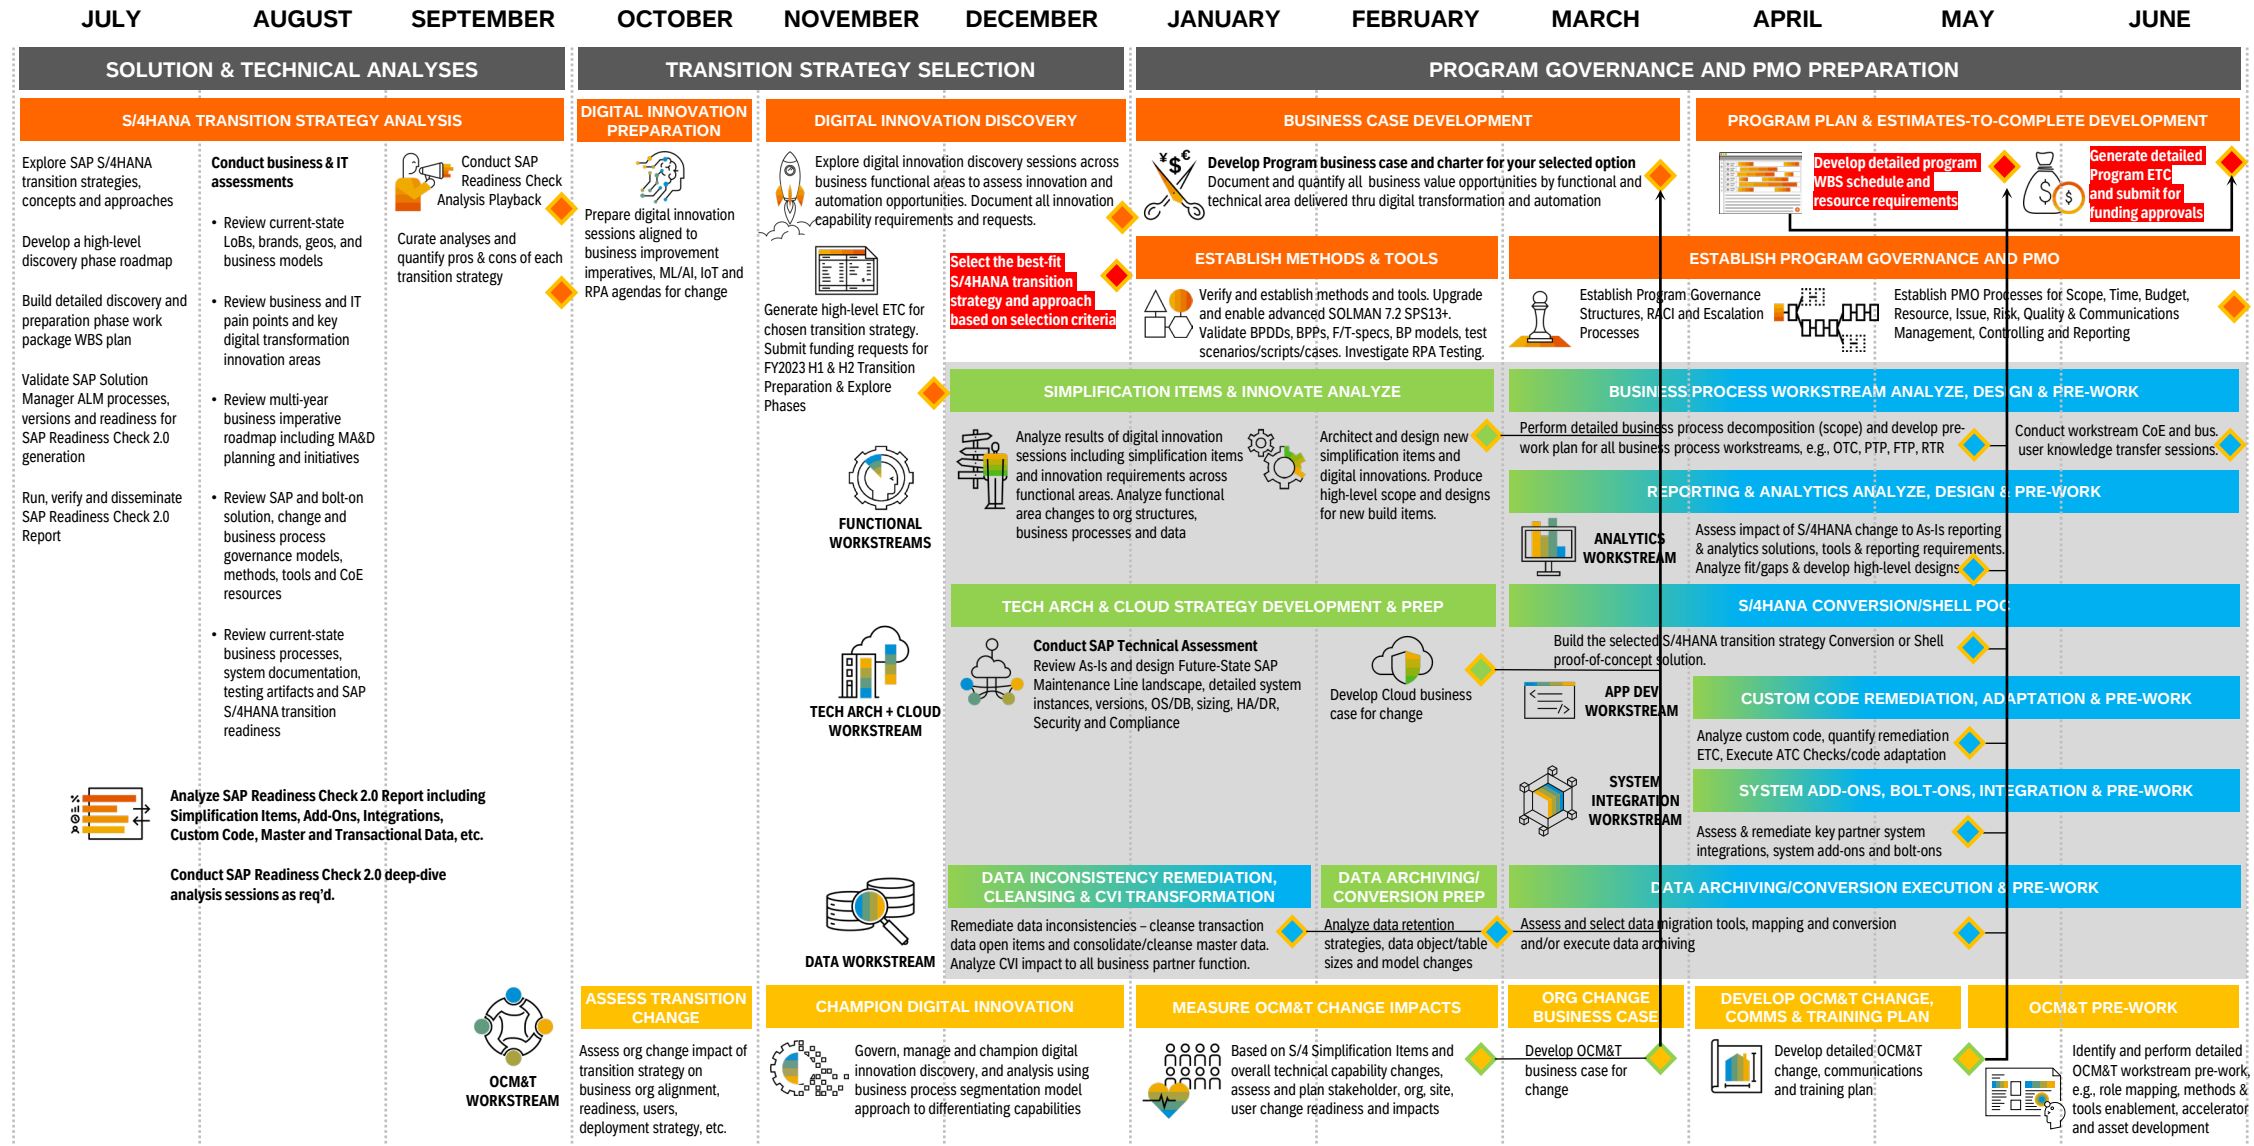 JULY AUGUST SEPTEMBER OCTOBER NOVEMBER DECEMBER JANUARY FEBRUARY MARCH APRIL MAY JUNE
SOLUTION & TECHNICAL ANALYSES
TRANSITION STRATEGY SELECTION
PROGRAM GOVERNANCE AND PMO PREPARATION
S/4HANA TRANSITION STRATEGY ANALYSIS
Explore SAP S/4HANA
transition strategies,
concepts and approaches
Develop a high-level
discovery phase roadmap
Build detailed discovery and
preparation phase work
package WBS plan
Validate SAP Solution
Manager ALM processes,
versions and readiness for
SAP Readiness Check 2.0
generation
Run, verify and disseminate
SAP Readiness Check 2.0
Report
Conduct business & IT
assessments
• Review current-state
LoBs, brands, geos, and
business models
• Review business and IT
pain points and key
digital transformation
innovation areas
• Review multi-year
business imperative
roadmap including MA&D
planning and initiatives
• Review SAP and bolt-on
solution, change and
business process
governance models,
methods, tools and CoE
resources
• Review current-state
business processes,
system documentation,
testing artifacts and SAP
S/4HANA transition
readiness
Conduct SAP
Readiness Check
Analysis Playback
Curate analyses and
quantify pros & cons of each
transition strategy
Analyze SAP Readiness Check 2.0 Report including
Simplification Items, Add-Ons, Integrations,
Custom Code, Master and Transactional Data, etc.
Conduct SAP Readiness Check 2.0 deep-dive
analysis sessions as req'd.
DIGITAL INNOVATION
PREPARATION
Prepare digital innovation
sessions aligned to
business improvement
imperatives, ML/AI, IoT and
RPA agendas for change
DIGITAL INNOVATION DISCOVERY
Explore digital innovation discovery sessions across
business functional areas to assess innovation and
automation opportunities. Document all innovation
capability requirements and requests.
Generate high-level ETC for
chosen transition strategy.
Submit funding requests for
FY2023 H1 & H2 Transition
Preparation & Explore
Phases
Select the best-fit
S/4HANA transition
strategy and approach
based on selection criteria
BUSINESS CASE DEVELOPMENT
¥$€
Develop Program business case and charter for your selected option
Document and quantify all business value opportunities by functional and
technical area delivered thru digital transformation and automation
PROGRAM PLAN & ESTIMATES-TO-COMPLETE DEVELOPMENT
Develop detailed program
WBS schedule and
resource requirements
$
$
Generate detailed
Program ETC
and submit for
funding approvals
ESTABLISH METHODS & TOOLS
Verify and establish methods and tools. Upgrade
and enable advanced SOLMAN 7.2 SPS13+.
Validate BPDDs, BPPs, F/T-specs, BP models, test
scenarios/scripts/cases. Investigate RPA Testing.
ESTABLISH PROGRAM GOVERNANCE AND PMO
Establish Program Governance
Structures, RACI and Escalation
Processes
Establish PMO Processes for Scope, Time, Budget,
Resource, Issue, Risk, Quality & Communications
Management, Controlling and Reporting
FUNCTIONAL
WORKSTREAMS
SIMPLIFICATION ITEMS & INNOVATE ANALYZE
Analyze results of digital innovation
sessions including simplification items
and innovation requirements across
functional areas. Analyze functional
area changes to org structures,
business processes and data
Architect and design new
simplification items and
digital innovations. Produce
high-level scope and designs
for new build items.
BUSINESS PROCESS WORKSTREAM ANALYZE, DESIGN & PRE-WORK
Perform detailed business process decomposition (scope) and develop pre-
work plan for all business process workstreams, e.g., OTC, PTP, FTP, RTR
Conduct workstream CoE and bus.
user knowledge transfer sessions.
REPORTING & ANALYTICS ANALYZE, DESIGN & PRE-WORK
ANALYTICS
WORKSTREAM
Assess impact of S/4HANA change to As-Is reporting
& analytics solutions, tools & reporting requirements.
Analyze fit/gaps & develop high-level designs
TECH ARCH + CLOUD
WORKSTREAM
TECH ARCH & CLOUD STRATEGY DEVELOPMENT & PREP
Conduct SAP Technical Assessment
Review As-Is and design Future-State SAP
Maintenance Line landscape, detailed system
instances, versions, OS/DB, sizing, HA/DR,
Security and Compliance
Develop Cloud business
case for change
S/4HANA CONVERSION/SHELL POC
Build the selected S/4HANA transition strategy Conversion or Shell
proof-of-concept solution.
APP DEV
WORKSTREAM
CUSTOM CODE REMEDIATION, ADAPTATION & PRE-WORK
Analyze custom code, quantify remediation
ETC, Execute ATC Checks/code adaptation
SYSTEM
INTEGRATION
WORKSTREAM
SYSTEM ADD-ONS, BOLT-ONS, INTEGRATION & PRE-WORK
Assess & remediate key partner system
integrations, system add-ons and bolt-ons
DATA WORKSTREAM
DATA INCONSISTENCY REMEDIATION,
CLEANSING & CVI TRANSFORMATION
Remediate data inconsistencies – cleanse transaction
data open items and consolidate/cleanse master data.
Analyze CVI impact to all business partner function.
DATA ARCHIVING/
CONVERSION PREP
Analyze data retention
strategies, data object/table
sizes and model changes
DATA ARCHIVING/CONVERSION EXECUTION & PRE-WORK
Assess and select data migration tools, mapping and conversion
and/or execute data archiving
OCM&T
WORKSTREAM
ASSESS TRANSITION
CHANGE
Assess org change impact of
transition strategy on
business org alignment,
readiness, users,
deployment strategy, etc.
CHAMPION DIGITAL INNOVATION
Govern, manage and champion digital
innovation discovery, and analysis using
business process segmentation model
approach to differentiating capabilities
MEASURE OCM&T CHANGE IMPACTS
Based on S/4 Simplification Items and
overall technical capability changes,
assess and plan stakeholder, org, site,
user change readiness and impacts
ORG CHANGE
BUSINESS CASE
Develop OCM&T
business case for
change
DEVELOP OCM&T CHANGE,
COMMS & TRAINING PLAN
Develop detailed OCM&T
change, communications
and training plan
OCM&T PRE-WORK
Identify and perform detailed
OCM&T workstream pre-work,
e.g., role mapping, methods &
tools enablement, accelerator
and asset development